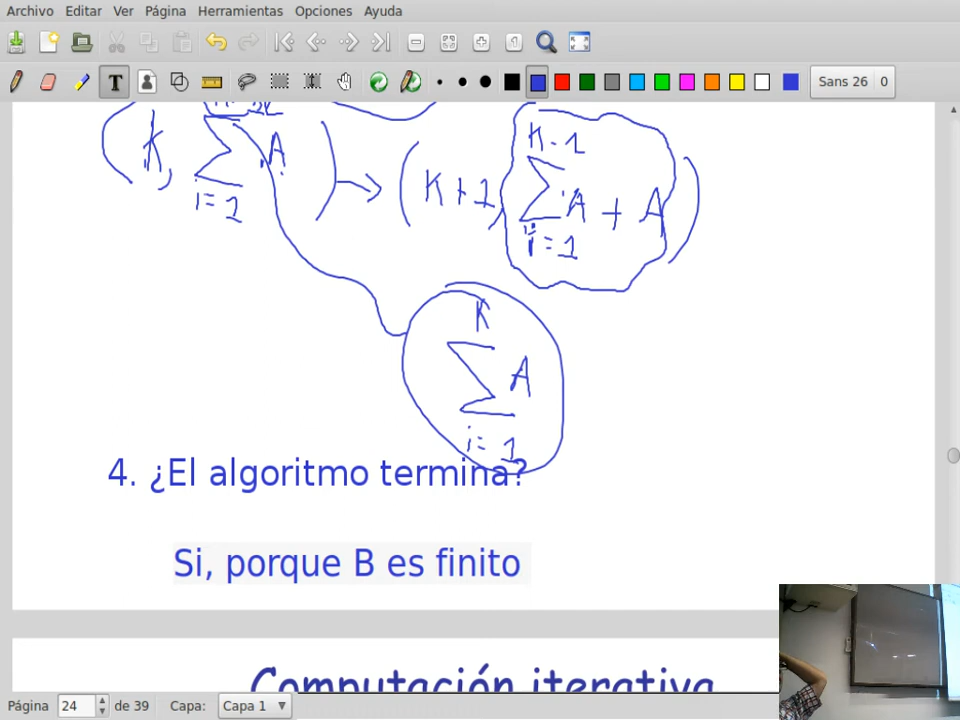 Archivo Editar Ver Página Herramientas Opciones Ayuda
T Sans 26 0
(K, Σ A) → (K+1, Σ A + A)
K-1
i=1 i=1
K
Σ A
i=1
4. ¿El algoritmo termina?
Si, porque B es finito
Computación iterativa
Página 24 de 39 Capa: Capa 1